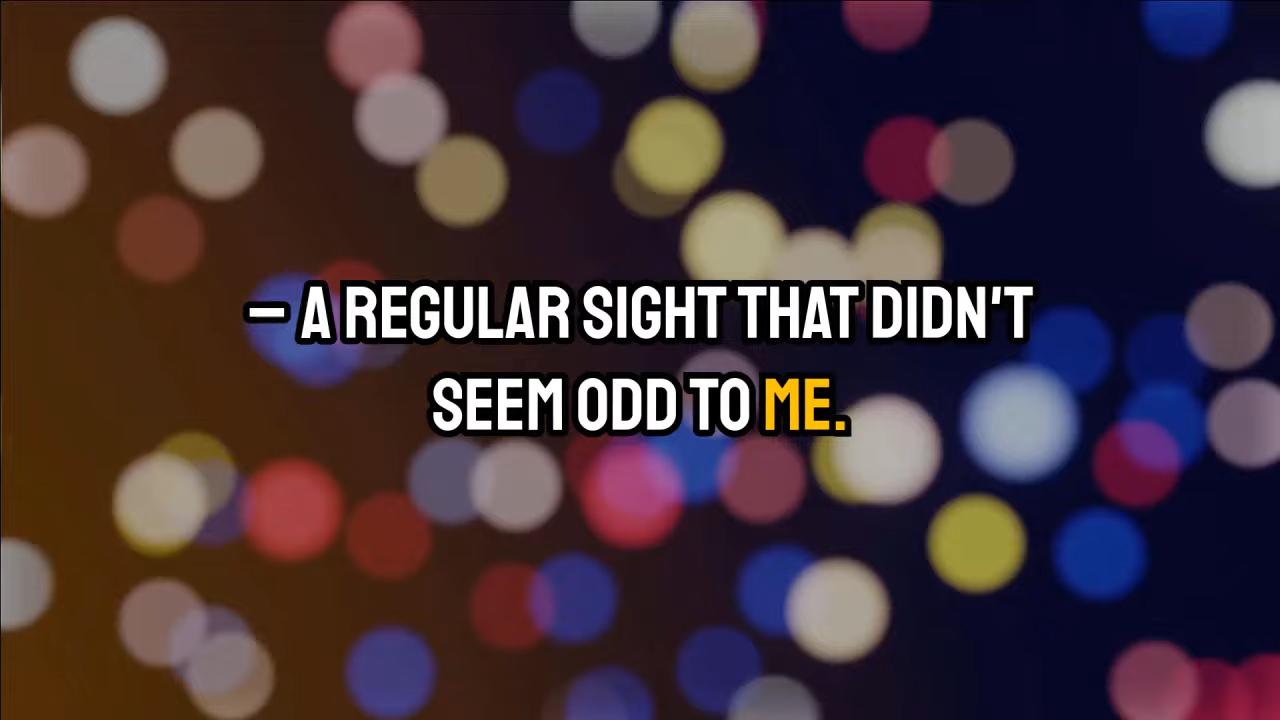 – A REGULAR SIGHT THAT DIDN'T
SEEM ODD TO ME.